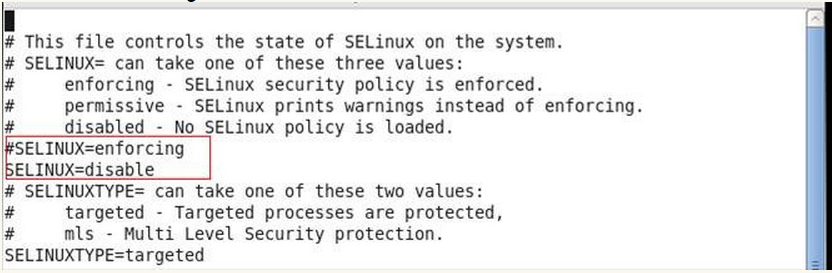 # This file controls the state of SELinux on the system.
# SELINUX= can take one of these three values:
#     enforcing - SELinux security policy is enforced.
#     permissive - SELinux prints warnings instead of enforcing.
#     disabled - No SELinux policy is loaded.
#SELINUX=enforcing
SELINUX=disable
# SELINUXTYPE= can take one of these two values:
#     targeted - Targeted processes are protected,
#     mls - Multi Level Security protection.
SELINUXTYPE=targeted